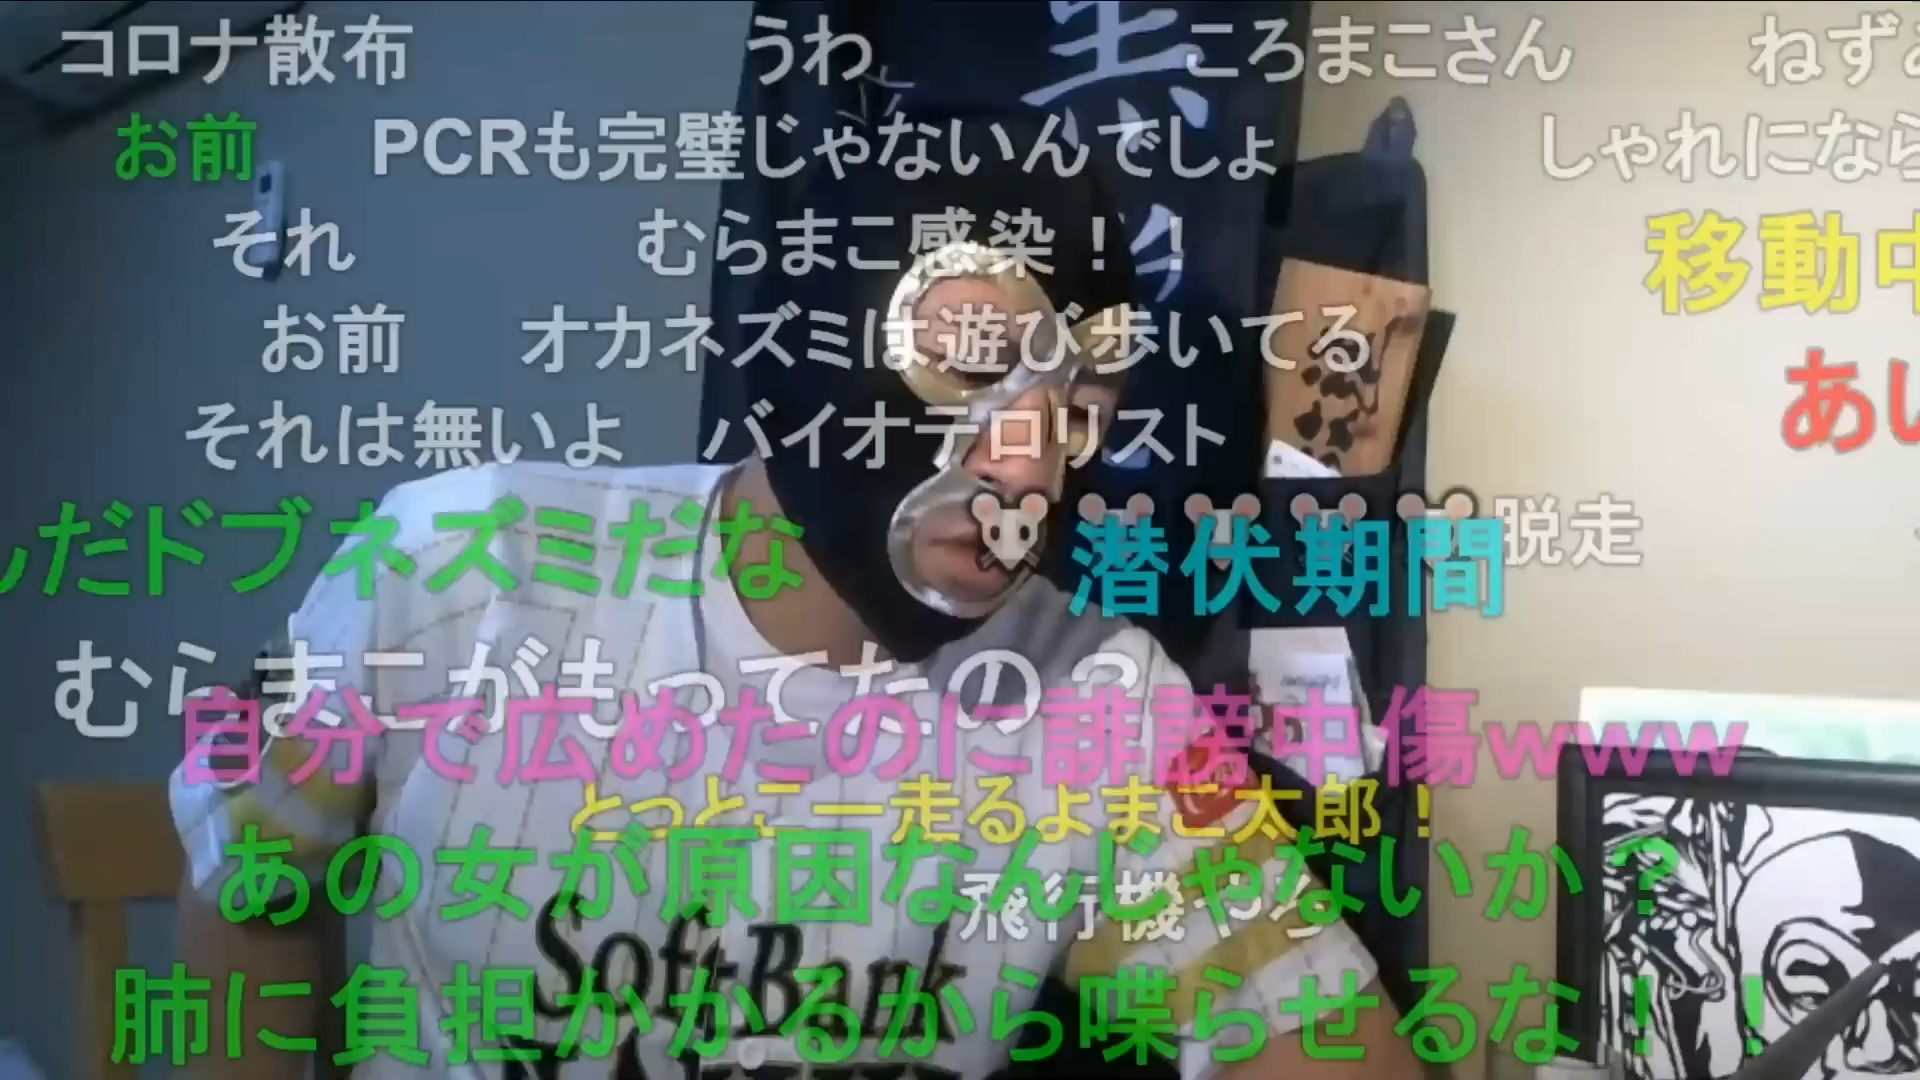 コロナ散布
うわ
ころまこさん
ねずみ
お前
PCRも完璧じゃないんでしょ
しゃれになら
それ
むらまこ感染！！
移動中
お前
オカネズミは遊び歩いてる
あい
それは無いよ
バイオテロリスト
だドブネズミだな
🐭🐭🐭🐭🐭脱走
潜伏期間
むらまこがもってたの？
自分で広めたのに誹謗中傷www
とっとこー走るよまこ太郎！
あの女が原因なんじゃないか？
飛行機やろ
SoftBank
肺に負担かかるから喋らせるな！！